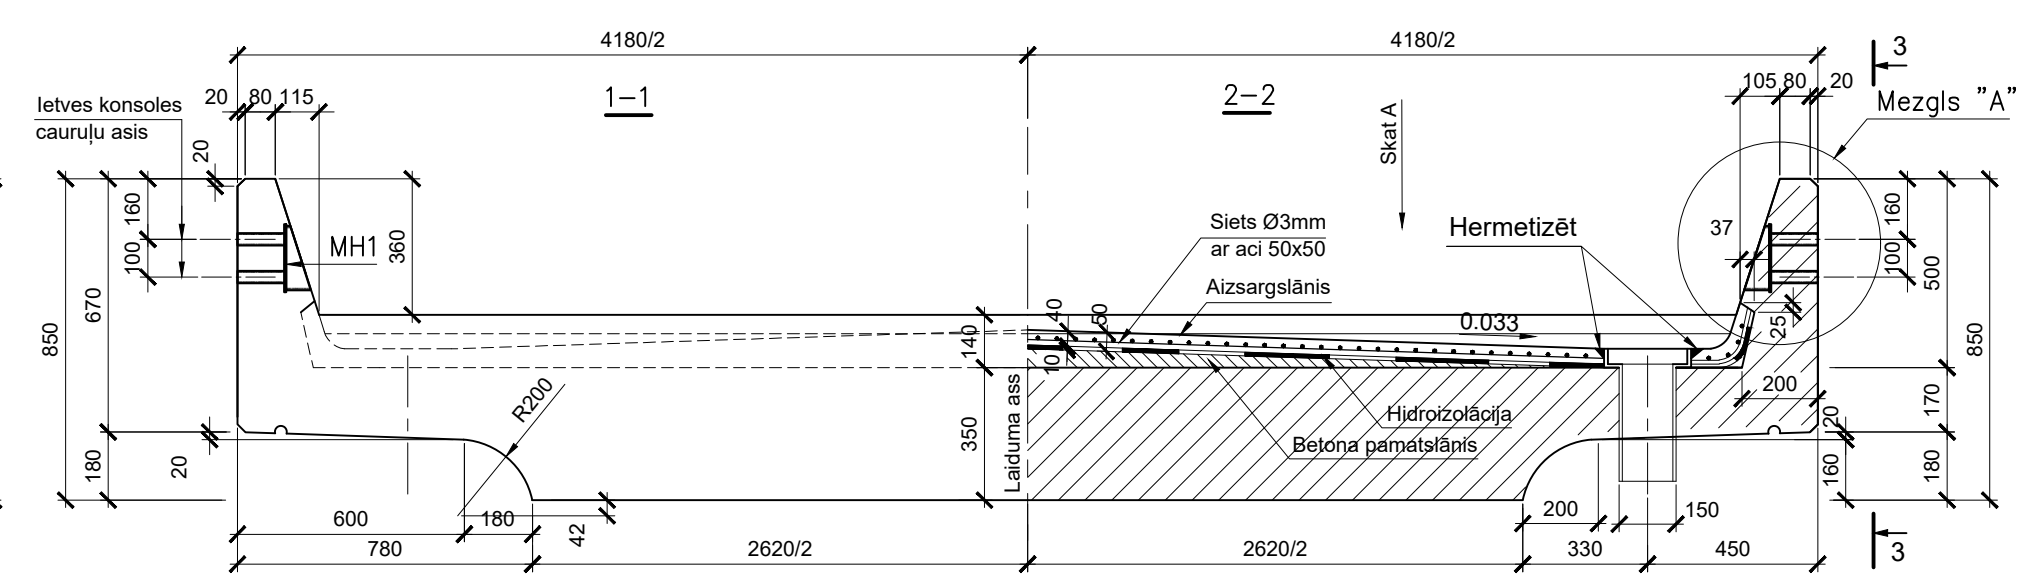 4180/2
4180/2
3
20 80 115
1-1
2-2
105 80 20
Mezgls "A"
Ietves konsoles
cauruļu asis
Skat A
20
160
100
MH1
360
670
850
Siets Ø3mm
ar aci 50x50
Aizsargslānis
Hermetizēt
37
160
100
500
850
40
50
0.033
25
140
10
200
R200
Laiduma ass
350
Hidroizolācija
Betona pamatslānis
170
20
180
20
160
180
600
180
42
200
150
780
2620/2
2620/2
330
450
3